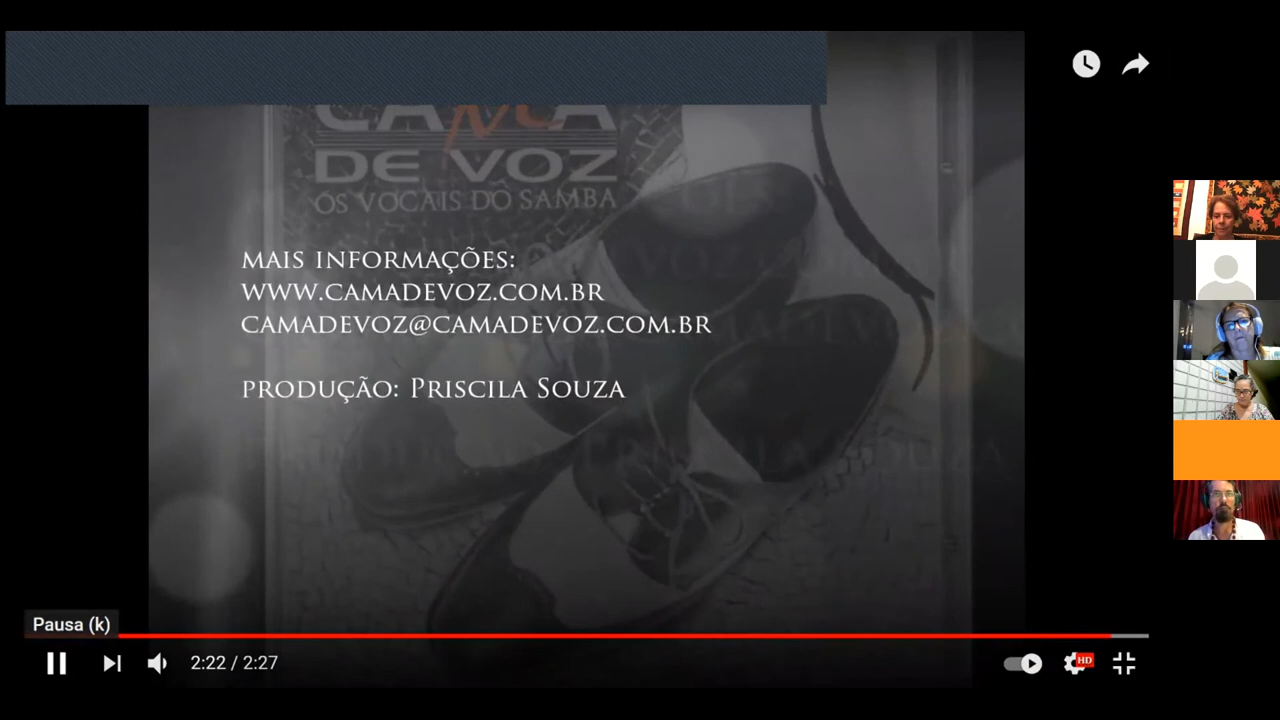 CAMA
DE VOZ
OS VOCAIS DO SAMBA
MAIS INFORMAÇÕES:
WWW.CAMADEVOZ.COM.BR
CAMADEVOZ@CAMADEVOZ.COM.BR
PRODUÇÃO: PRISCILA SOUZA
Pausa (k)
2:22 / 2:27
HD